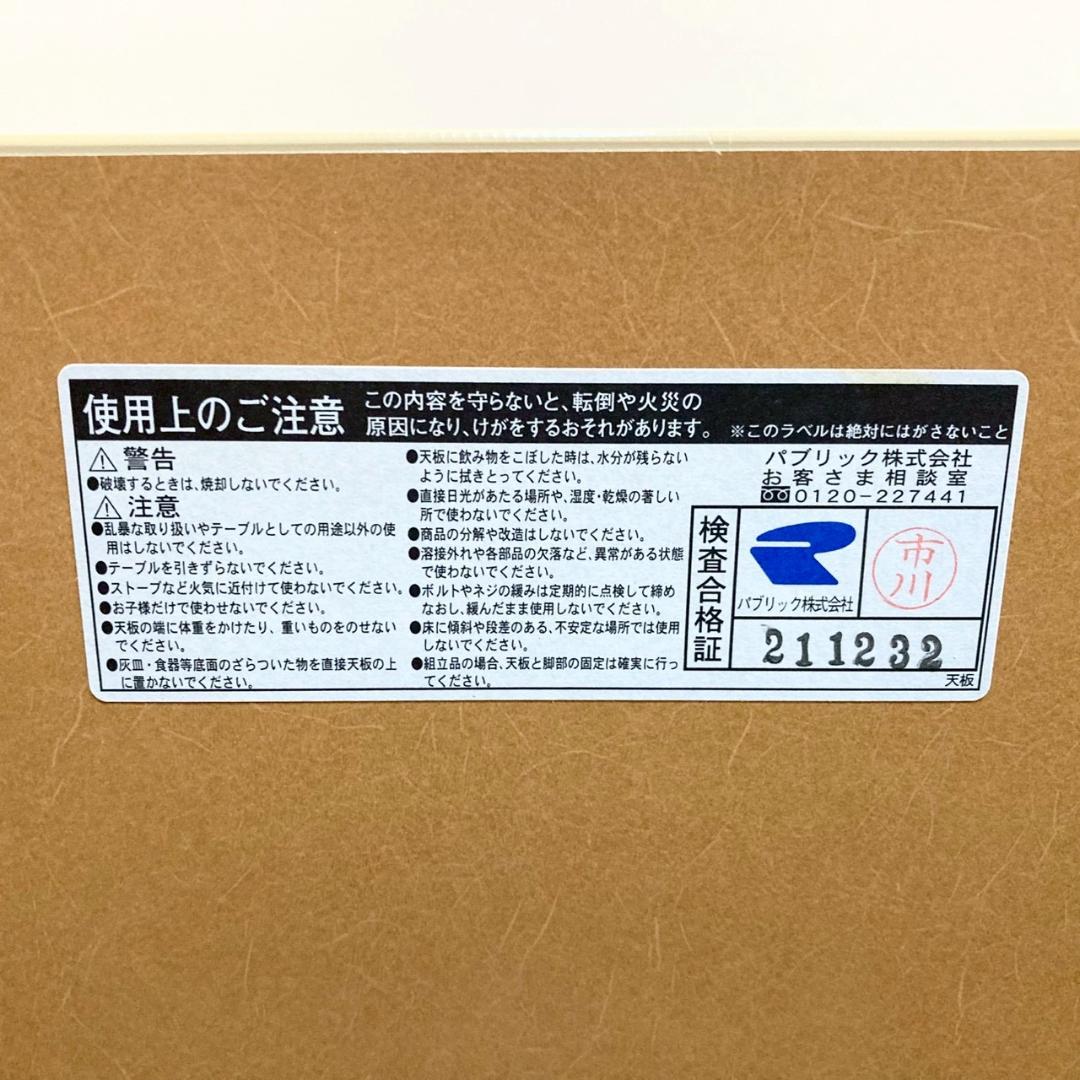 使用上のご注意
この内容を守らないと、転倒や火災の
原因になり、けがをするおそれがあります。
※このラベルは絶対にはがさないこと
警告
●破壊するときは、焼却しないでください。
注意
●乱暴な取り扱いやテーブルとしての用途以外の使
用はしないでください。
●テーブルを引きずらないでください。
●ストーブなど火気に近付けて使わないでください。
●お子様だけで使わせないでください。
●天板の端に体重をかけたり、重いものをのせない
でください。
●灰皿・食器等底面のざらついた物を直接天板の上
に置かないでください。
●天板に飲み物をこぼした時は、水分が残らない
ように拭きとってください。
●直接日光があたる場所や、湿度・乾燥の著しい
所で使わないでください。
●商品の分解や改造はしないでください。
●溶接外れや各部品の欠落など、異常がある状態
で使わないでください。
●ボルトやネジの緩みは定期的に点検して締め
なおし、緩んだまま使用しないでください。
●床に傾斜や段差のある、不安定な場所では使用
しないでください。
●組立品の場合、天板と脚部の固定は確実に行っ
てください。
パブリック株式会社
お客さま相談室
0120-227441
検査合格証
パブリック株式会社
市川
211232
天板